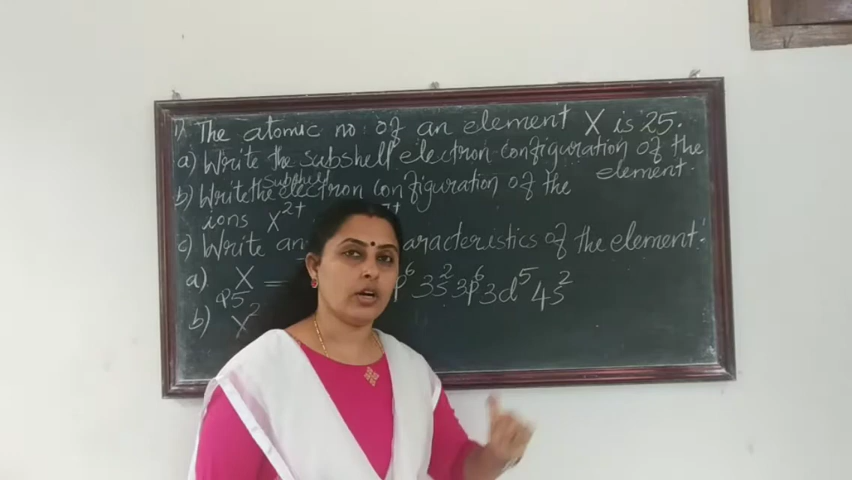 1) The atomic no: of an element X is 25.
a) Write the subshell electron configuration of the element.
b) Write the subshell electron configuration of the
ions X²⁺
c) Write an aracteristics of the element.
a) X = p⁶ 3s² 3p⁶ 3d⁵ 4s²
b) X